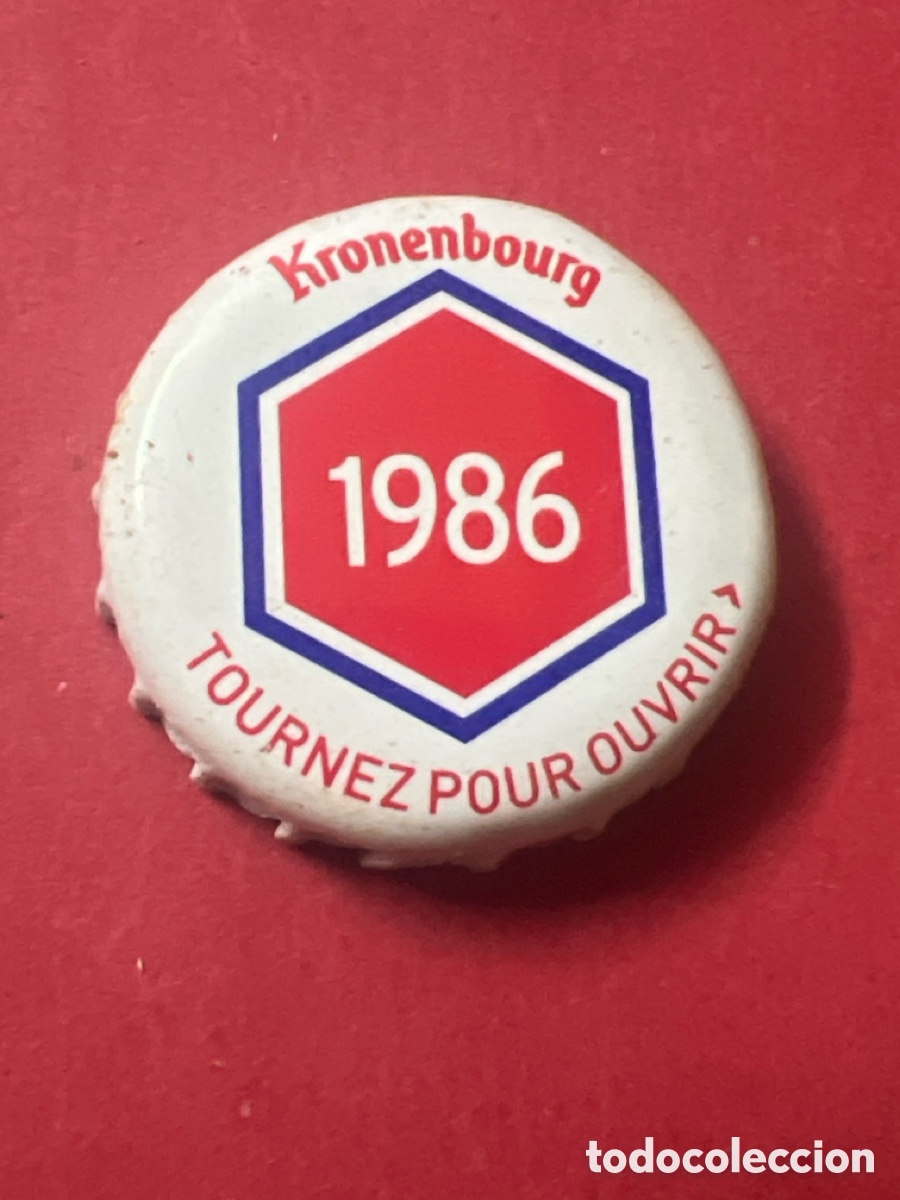 Kronenbourg
1986
TOURNEZ POUR OUVRIR >
todocoleccion